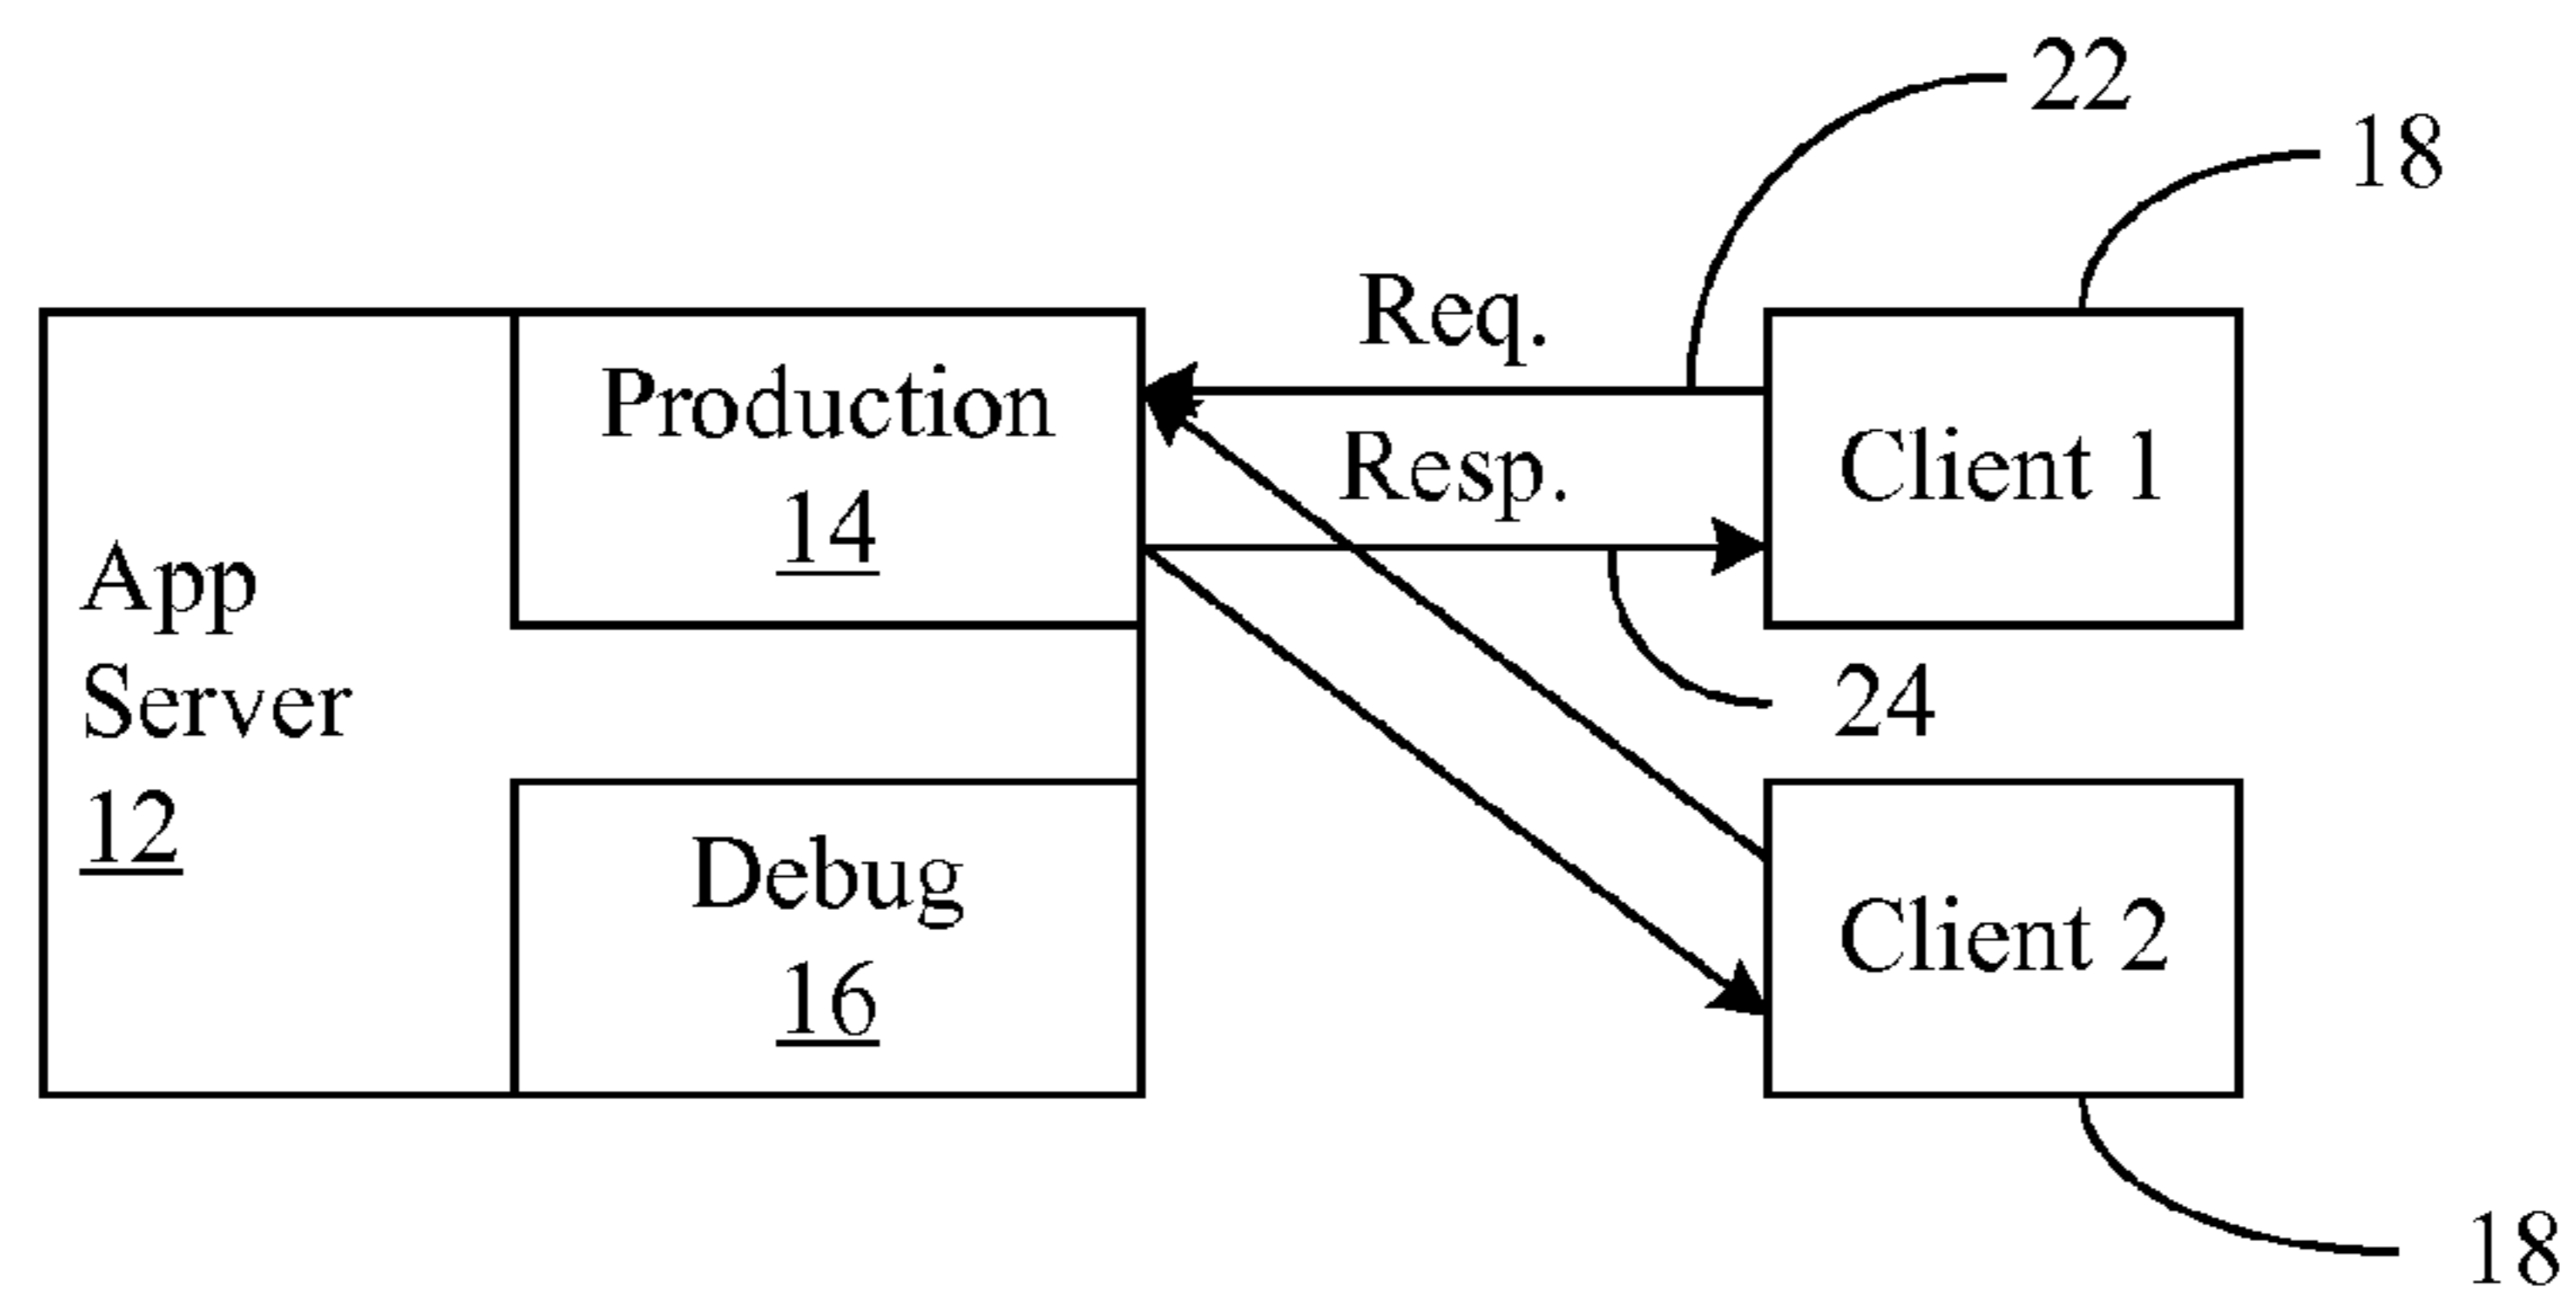 22
18
Req.
Production
14
Resp.
Client 1
App
Server
12
24
Debug
16
Client 2
18